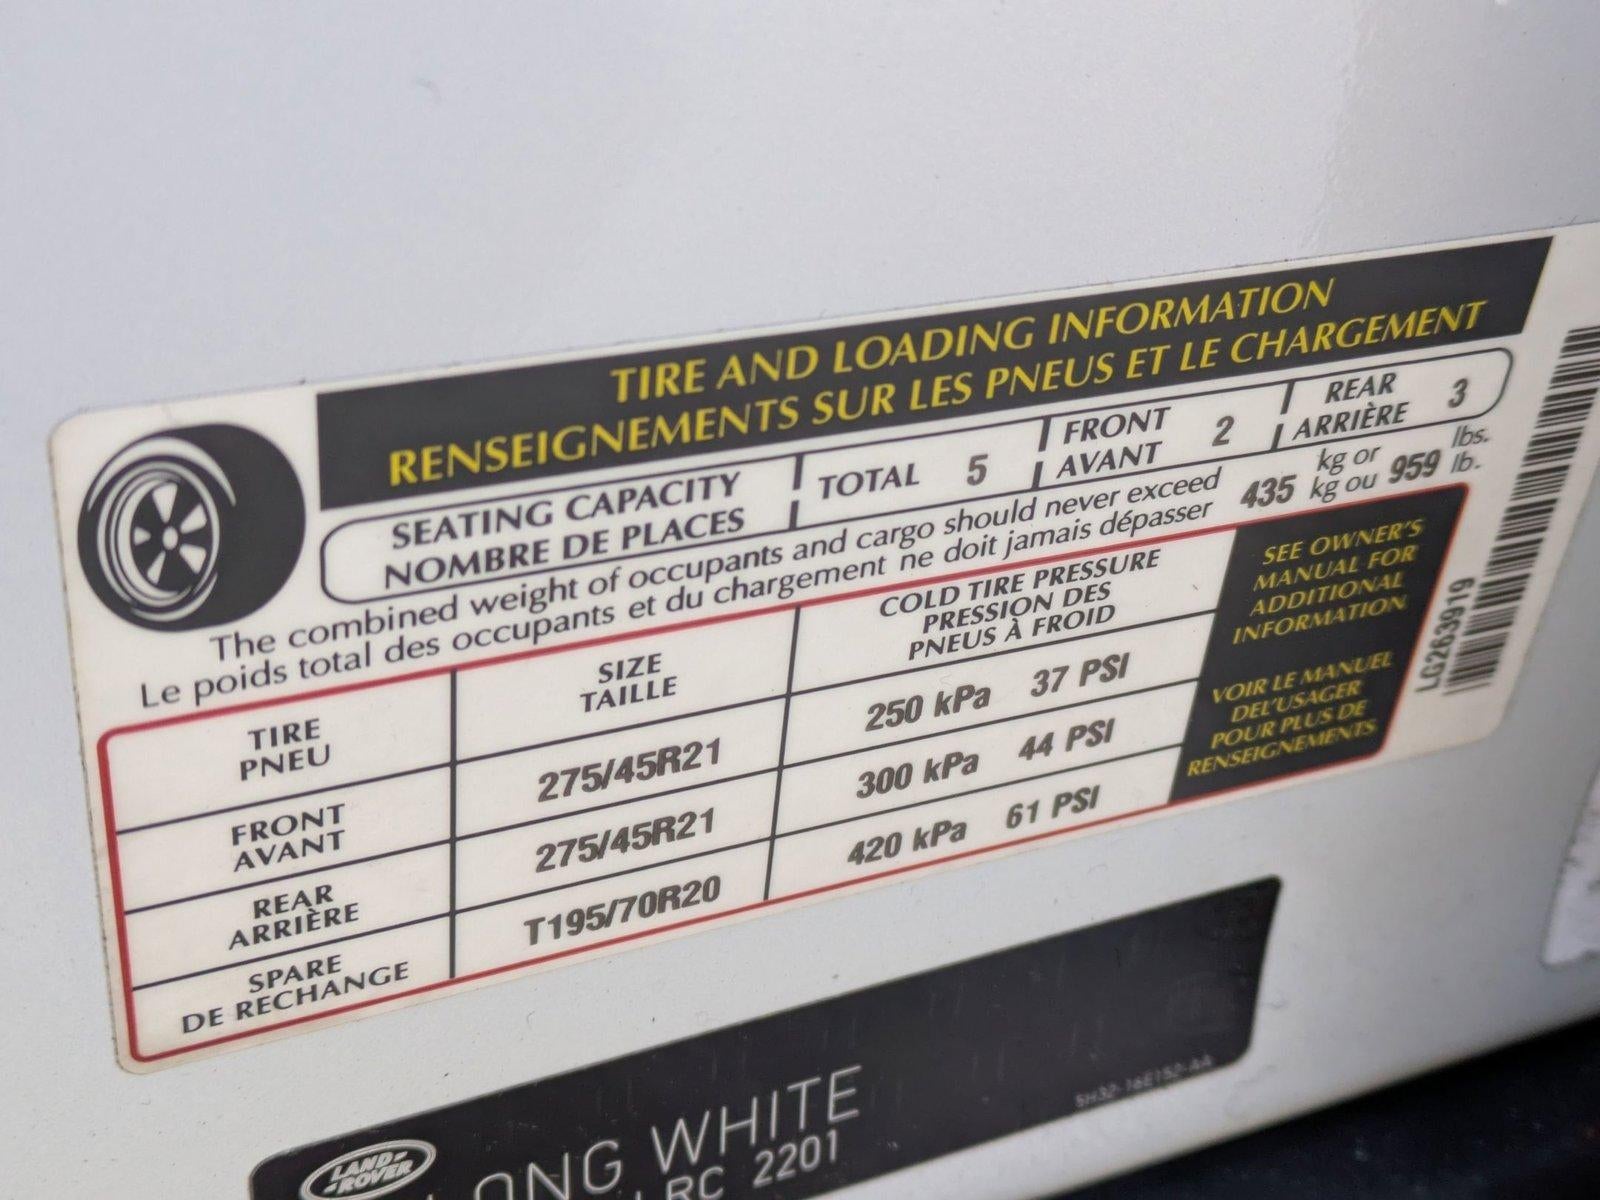 TIRE AND LOADING INFORMATION
RENSEIGNEMENTS SUR LES PNEUS ET LE CHARGEMENT
SEATING CAPACITY
NOMBRE DE PLACES
TOTAL 5
FRONT
AVANT
2
REAR
ARRIÈRE
3
The combined weight of occupants and cargo should never exceed 435 kg or 959 lbs.
Le poids total des occupants et du chargement ne doit jamais dépasser kg ou lb.
TIRE
PNEU
SIZE
TAILLE
COLD TIRE PRESSURE
PRESSION DES
PNEUS À FROID
FRONT
AVANT
275/45R21
250 kPa 37 PSI
REAR
ARRIÈRE
275/45R21
300 kPa 44 PSI
SPARE
DE RECHANGE
T195/70R20
420 kPa 61 PSI
SEE OWNER'S
MANUAL FOR
ADDITIONAL
INFORMATION
VOIR LE MANUEL
DEL'USAGER
POUR PLUS DE
RENSEIGNEMENTS
LG263919
LAND-
-ROVER
ONG WHITE
LRC 2201
5H32-16E152-AA